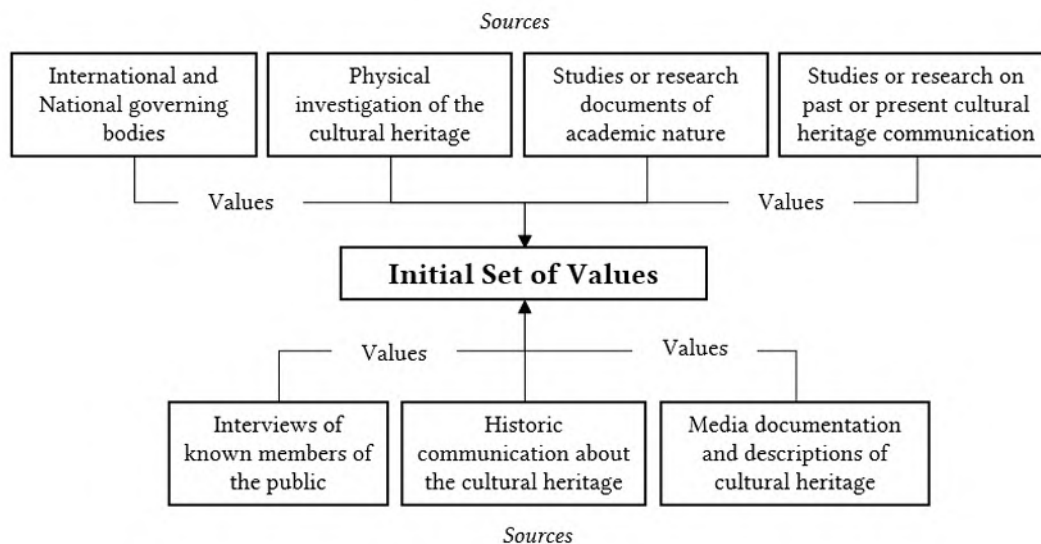 Sources
International and
National governing
bodies
Physical
investigation of the
cultural heritage
Studies or research
documents of
academic nature
Studies or research on
past or present cultural
heritage communication
Values
Values
Initial Set of Values
Values
Values
Interviews of
known members of
the public
Historic
communication about
the cultural heritage
Media documentation
and descriptions of
cultural heritage
Sources